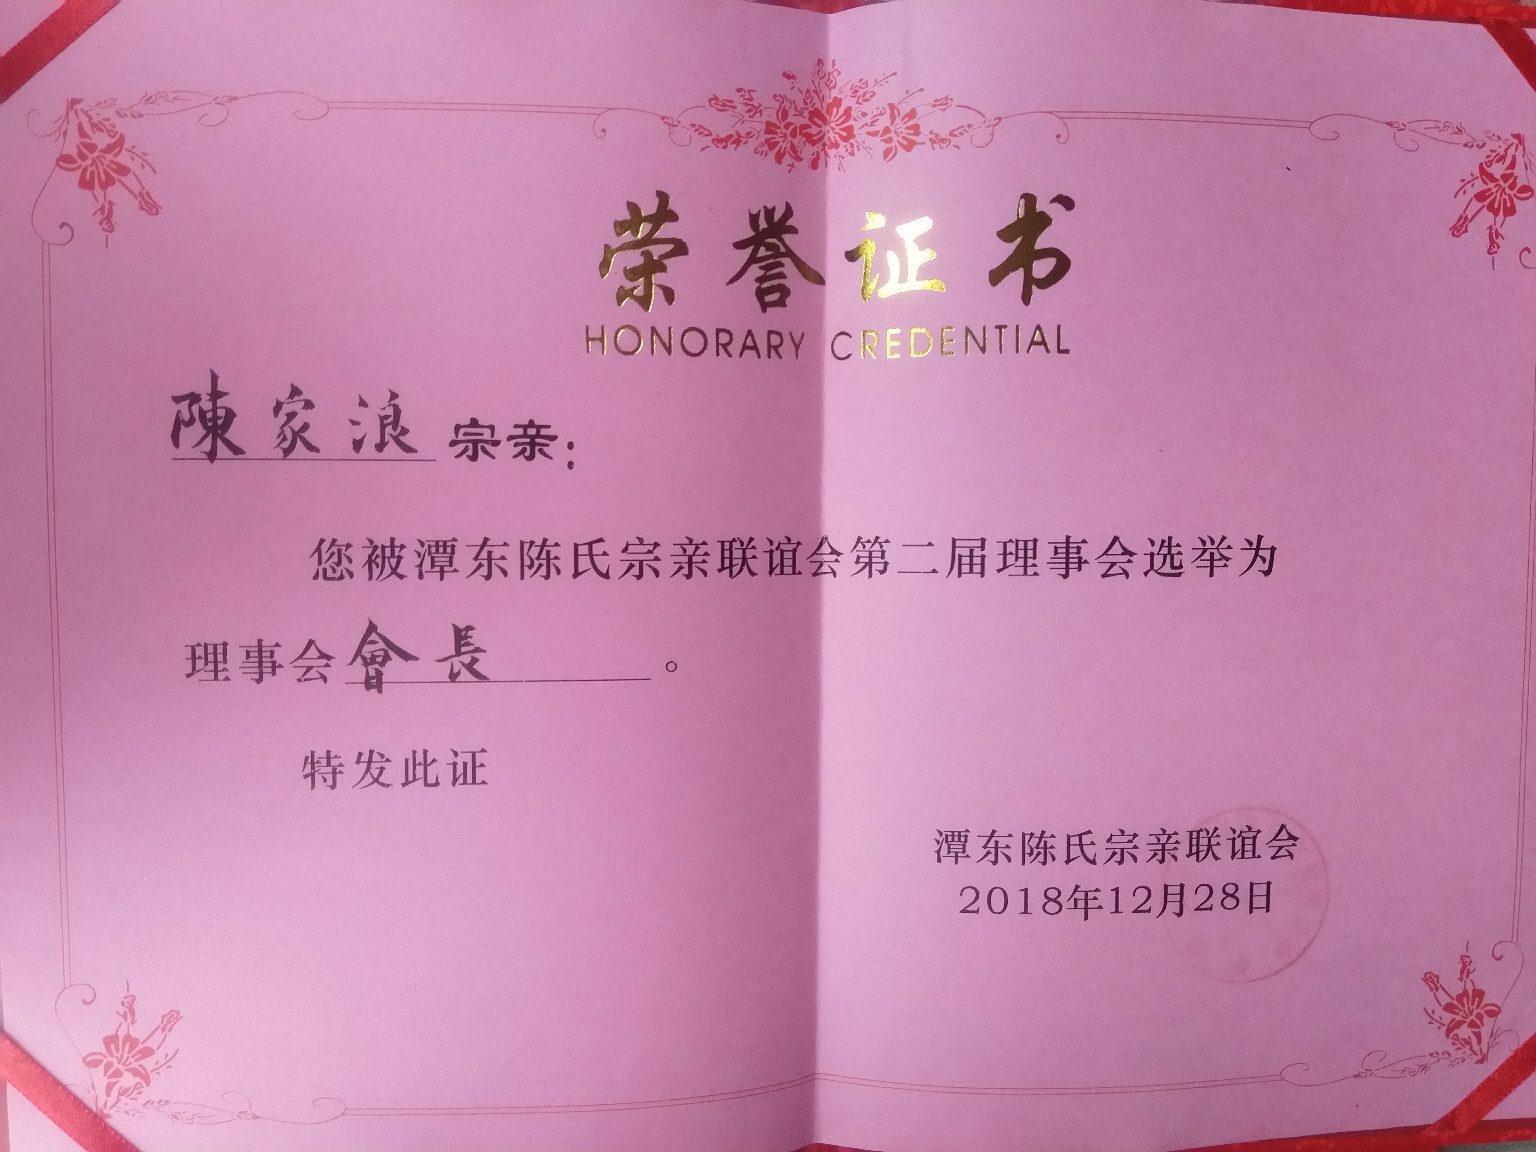 荣誉证书
HONORARY CREDENTIAL
陳家浪宗亲：
您被潭东陈氏宗亲联谊会第二届理事会选举为
理事会會長。
特发此证
潭东陈氏宗亲联谊会
2018年12月28日